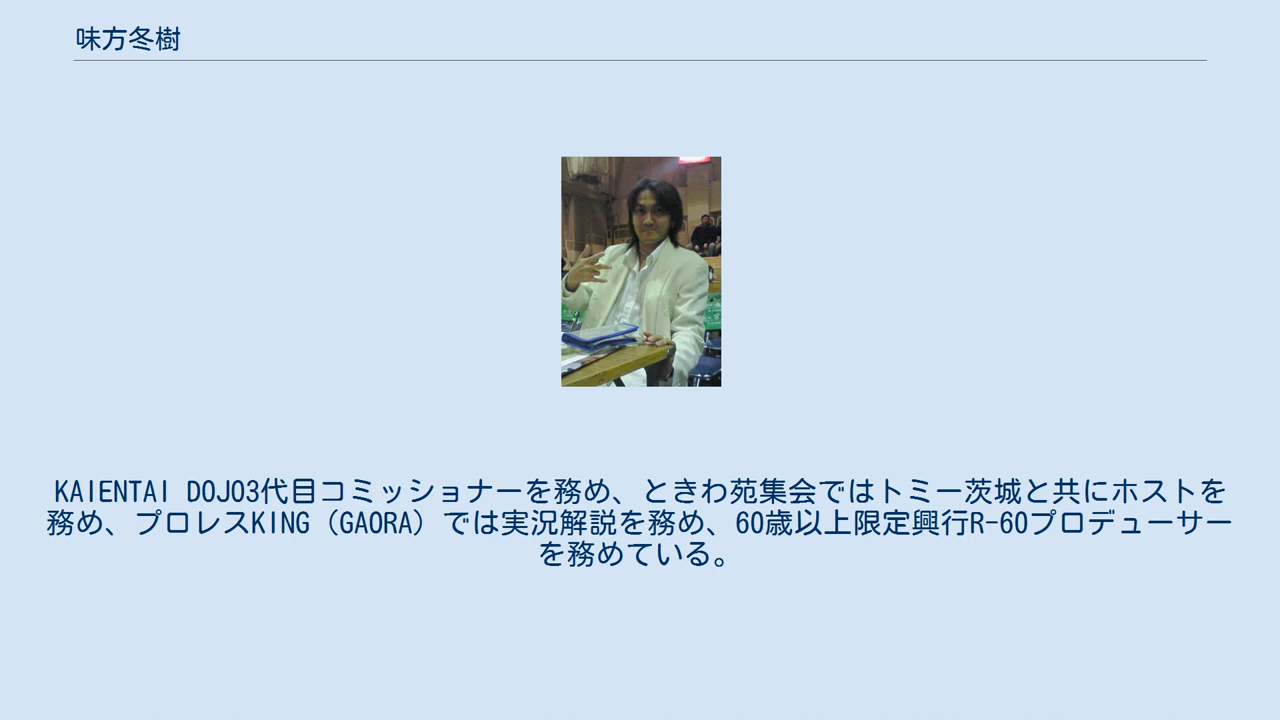 味方冬樹
KAIENTAI DOJO3代目コミッショナーを務め、ときわ苑集会ではトミー茨城と共にホストを
務め、プロレスKING（GAORA）では実況解説を務め、60歳以上限定興行R-60プロデューサー
を務めている。